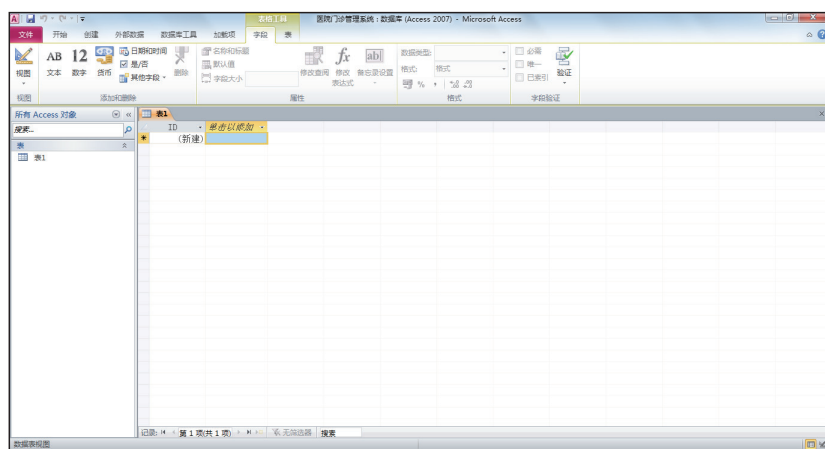 表格工具 医院门诊管理系统 : 数据库 (Access 2007) - Microsoft Access
文件 开始 创建 外部数据 数据库工具 加载项 字段 表
视图 AB 文本 12 数字 货币 日期和时间 是/否 其他字段 删除
名称和标题 默认值 字段大小 修改查阅 fx 修改表达式 ab| 备忘录设置
数据类型: 格式: 格式 % , 必需 唯一 已索引 验证
视图 添加和删除 属性 格式 字段验证
所有 Access 对象 « 表1
搜索... ID 单击以添加
表 * (新建)
表1
记录: 第 1 项(共 1 项) 无筛选器 搜索
数据表视图